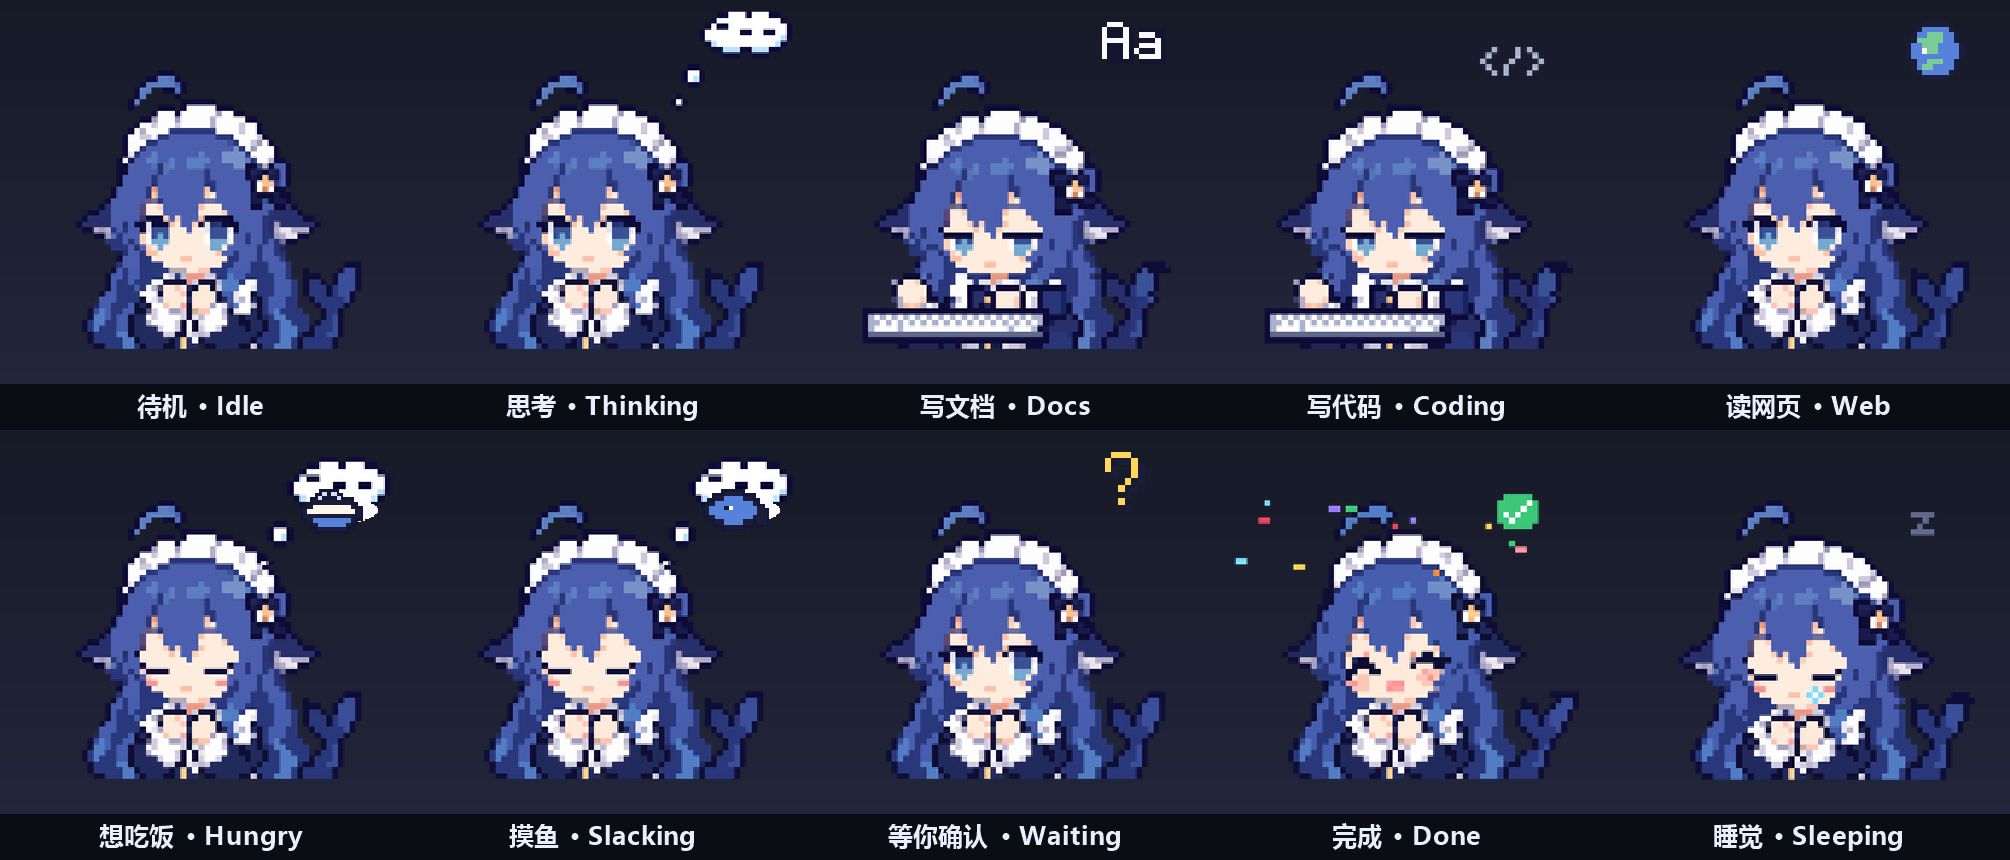 Aa
</>
待机 • Idle
思考 • Thinking
写文档 • Docs
写代码 • Coding
读网页 • Web
?
z
想吃饭 • Hungry
摸鱼 • Slacking
等你确认 • Waiting
完成 • Done
睡觉 • Sleeping